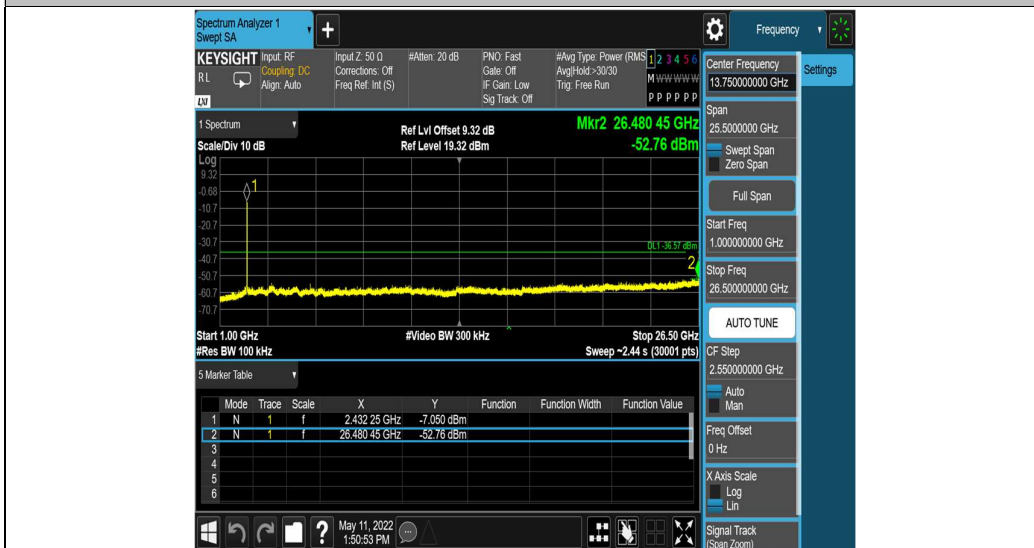 Spectrum Analyzer 1
Swept SA
Frequency
KEYSIGHT Input: RF Input Z: 50 Ω #Atten: 20 dB PNO: Fast #Avg Type: Power (RMS 1 2 3 4 5 6
RL Coupling: DC Corrections: Off Gate: Off Avg|Hold:>30/30 M W W W W W
Align: Auto Freq Ref: Int (S) IF Gain: Low Trig: Free Run
LXI Sig Track: Off P P P P P P
1 Spectrum Ref Lvl Offset 9.32 dB Mkr2 26.480 45 GHz
Scale/Div 10 dB Ref Level 19.32 dBm -52.76 dBm
Log
9.32
1
-0.68
-10.7
-20.7
-30.7
DL1 -36.57 dBm
-40.7
2
-50.7
-60.7
-70.7
Start 1.00 GHz #Video BW 300 kHz Stop 26.50 GHz
#Res BW 100 kHz Sweep ~2.44 s (30001 pts)
5 Marker Table
Mode Trace Scale X Y Function Function Width Function Value
1 N 1 f 2.432 25 GHz -7.050 dBm
2 N 1 f 26.480 45 GHz -52.76 dBm
3
4
5
6
May 11, 2022
1:50:53 PM
Center Frequency
13.750000000 GHz
Settings
Span
25.5000000 GHz
Swept Span
Zero Span
Full Span
Start Freq
1.000000000 GHz
Stop Freq
26.500000000 GHz
AUTO TUNE
CF Step
2.550000000 GHz
Auto
Man
Freq Offset
0 Hz
X Axis Scale
Log
Lin
Signal Track
(Span Zoom)